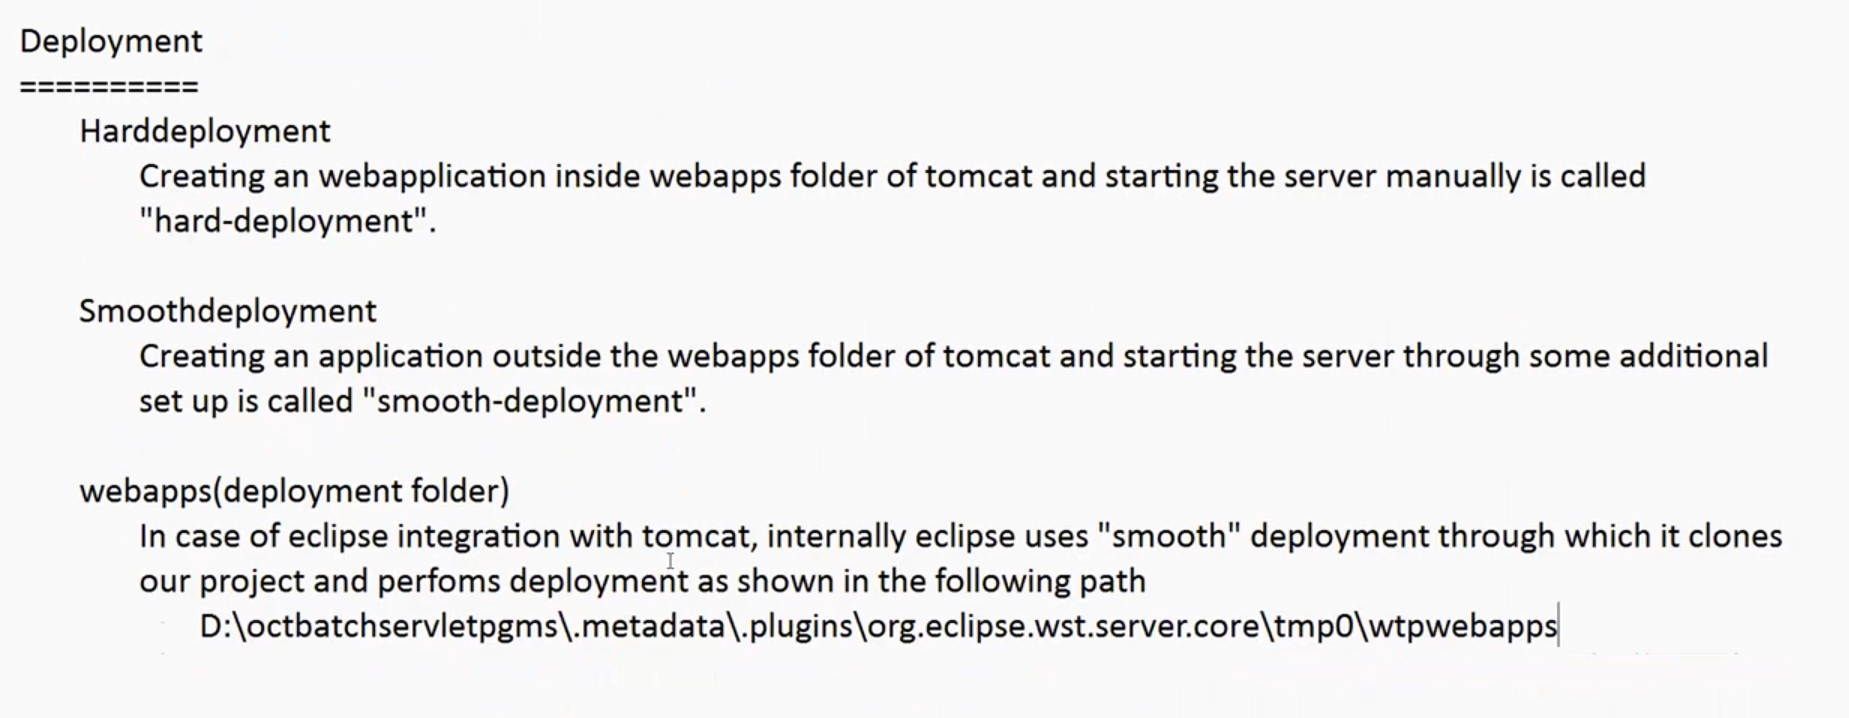 Deployment
==========
Harddeployment
Creating an webapplication inside webapps folder of tomcat and starting the server manually is called
"hard-deployment".
Smoothdeployment
Creating an application outside the webapps folder of tomcat and starting the server through some additional
set up is called "smooth-deployment".
webapps(deployment folder)
In case of eclipse integration with tomcat, internally eclipse uses "smooth" deployment through which it clones
our project and perfoms deployment as shown in the following path
D:\octbatchservletpgms\.metadata\.plugins\org.eclipse.wst.server.core\tmp0\wtpwebapps